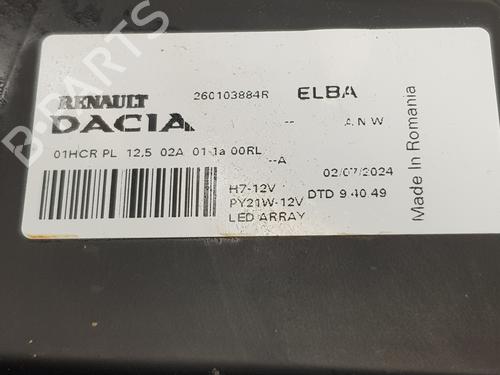 RENAULT 260103884R ELBA
DACIA -- A N W
01HCR PL 12,5 02A 01-1a 00RL
--A
02/07/2024
H7-12V DTD 9 40 49
PY21W-12V
LED ARRAY
Made In Romania
B-PARTS